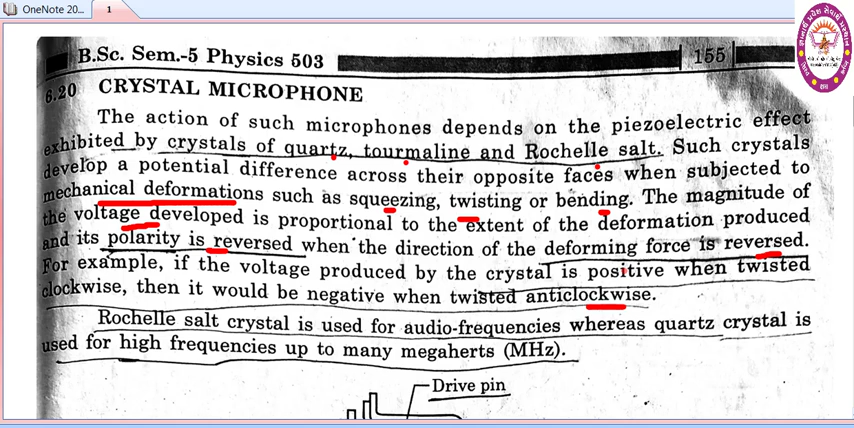 OneNote 20...
1
B.Sc. Sem.-5 Physics 503
155
6.20 CRYSTAL MICROPHONE
The action of such microphones depends on the piezoelectric effect
exhibited by crystals of quartz, tourmaline and Rochelle salt. Such crystals
develop a potential difference across their opposite faces when subjected to
mechanical deformations such as squeezing, twisting or bending. The magnitude of
the voltage developed is proportional to the extent of the deformation produced
and its polarity is reversed when the direction of the deforming force is reversed.
For example, if the voltage produced by the crystal is positive when twisted
clockwise, then it would be negative when twisted anticlockwise.
Rochelle salt crystal is used for audio-frequencies whereas quartz crystal is
used for high frequencies up to many megaherts (MHz).
Drive pin